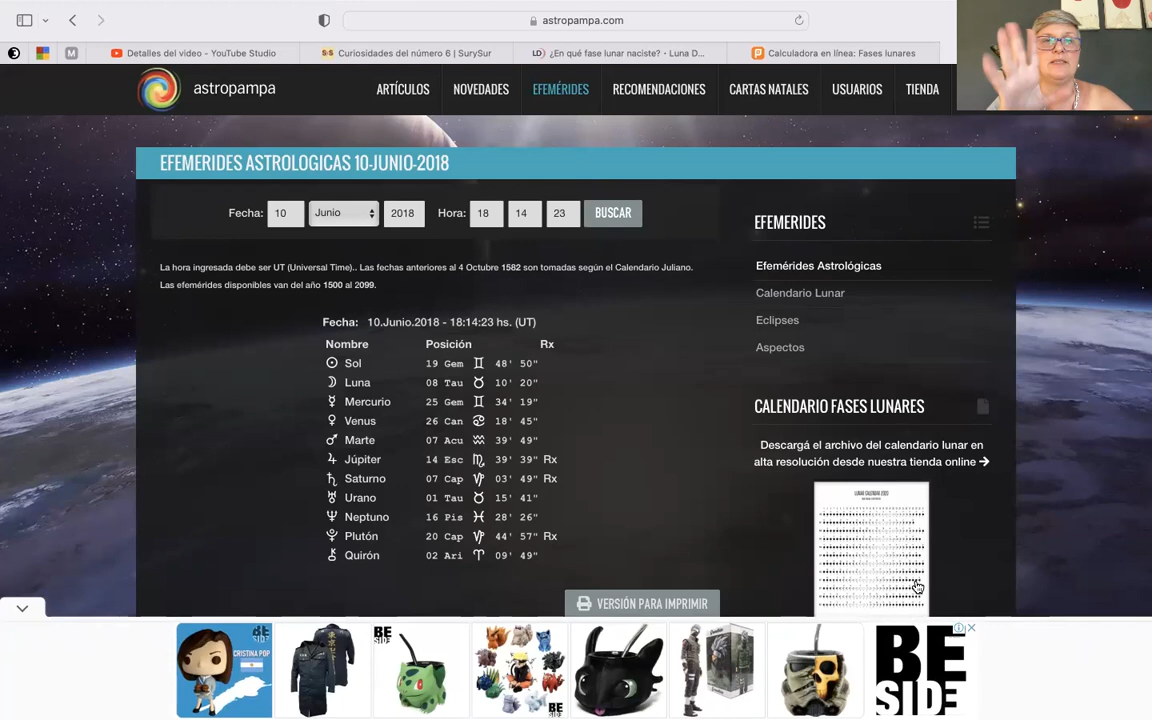 astropampa.com
M
Detalles del video - YouTube Studio
Curiosidades del número 6 | SurySur
LD) ¿En qué fase lunar naciste? - Luna D...
Calculadora en línea: Fases lunares
astropampa
ARTÍCULOS NOVEDADES EFEMÉRIDES RECOMENDACIONES CARTAS NATALES USUARIOS TIENDA
EFEMERIDES ASTROLOGICAS 10-JUNIO-2018
Fecha: 10 Junio 2018 Hora: 18 14 23 BUSCAR
La hora ingresada debe ser UT (Universal Time).. Las fechas anteriores al 4 Octubre 1582 son tomadas según el Calendario Juliano.
Las efemérides disponibles van del año 1500 al 2099.
Fecha: 10.Junio.2018 - 18:14:23 hs. (UT)
Nombre Posición Rx
☉ Sol 19 Gem ♊ 48' 50"
☽ Luna 08 Tau ♉ 10' 20"
☿ Mercurio 25 Gem ♊ 34' 19"
♀ Venus 26 Can ♋ 18' 45"
♂ Marte 07 Acu ♒ 39' 49"
♃ Júpiter 14 Esc ♏ 39' 39" Rx
♄ Saturno 07 Cap ♑ 03' 49" Rx
♅ Urano 01 Tau ♉ 15' 41"
♆ Neptuno 16 Pis ♓ 28' 26"
Plutón 20 Cap ♑ 44' 57" Rx
⚷ Quirón 02 Ari ♈ 09' 49"
VERSIÓN PARA IMPRIMIR
EFEMERIDES
Efemérides Astrológicas
Calendario Lunar
Eclipses
Aspectos
CALENDARIO FASES LUNARES
Descargá el archivo del calendario lunar en
alta resolución desde nuestra tienda online →
LUNAR CALENDAR 2020
BE
SIDE
CRISTINA POP
BE
SIDE
BE
SIDE
BE
SIDE